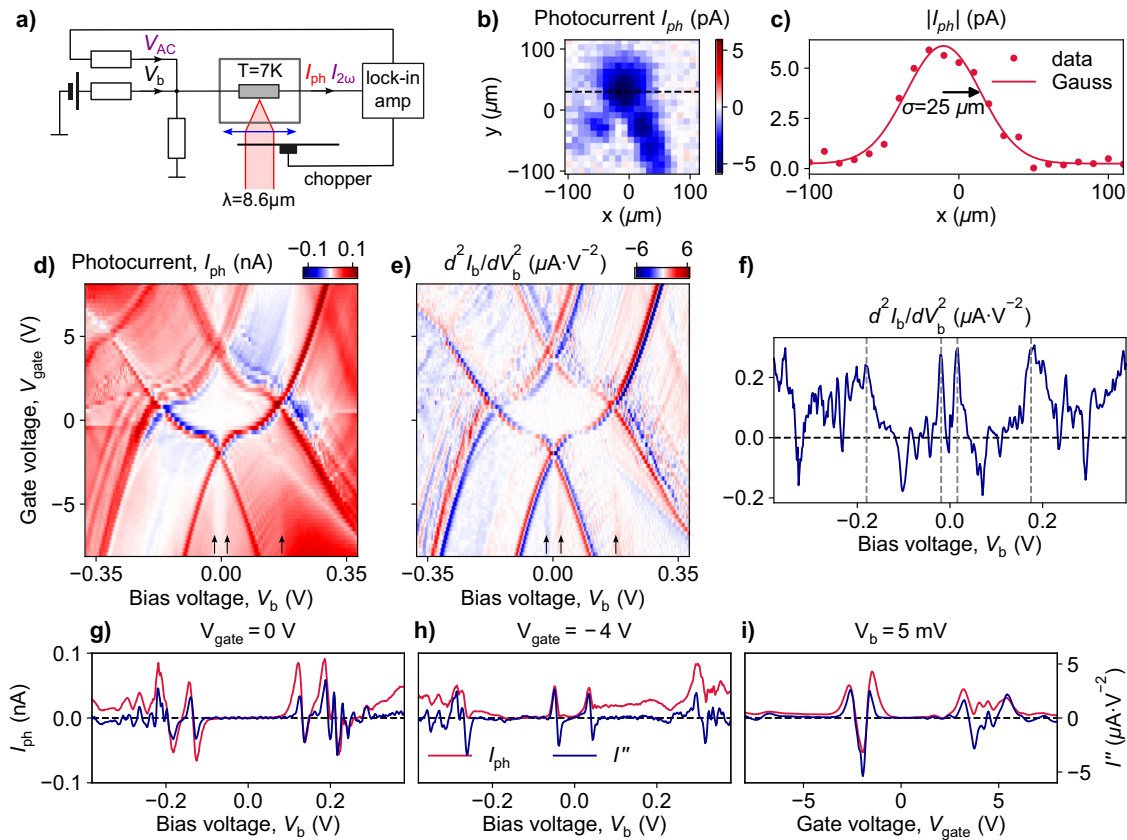 a)
V_AC
V_b
T=7K
I_ph I_2ω
lock-in
amp
chopper
λ=8.6µm
b) Photocurrent I_ph (pA)
y (µm)
100
0
−100
−100 0 100
x (µm)
5
0
−5
c) |I_ph| (pA)
5.0
2.5
0.0
data
Gauss
σ=25 µm
−100 0 100
x (µm)
d) Photocurrent, I_ph (nA)
−0.1 0.1
Gate voltage, V_gate (V)
5
0
−5
−0.35 0.00 0.35
Bias voltage, V_b (V)
e) d²I_b/dV_b² (µA·V⁻²)
−6 6
−0.35 0.00 0.35
Bias voltage, V_b (V)
f)
d²I_b/dV_b² (µA·V⁻²)
0.2
0.0
−0.2
−0.2 0.0 0.2
Bias voltage, V_b (V)
g) V_gate = 0 V
I_ph (nA)
0.1
0.0
−0.1
−0.2 0.0 0.2
Bias voltage, V_b (V)
h) V_gate = −4 V
I_ph I″
−0.2 0.0 0.2
Bias voltage, V_b (V)
i) V_b = 5 mV
5
0
−5
I″ (µA·V⁻²)
−5 0 5
Gate voltage, V_gate (V)